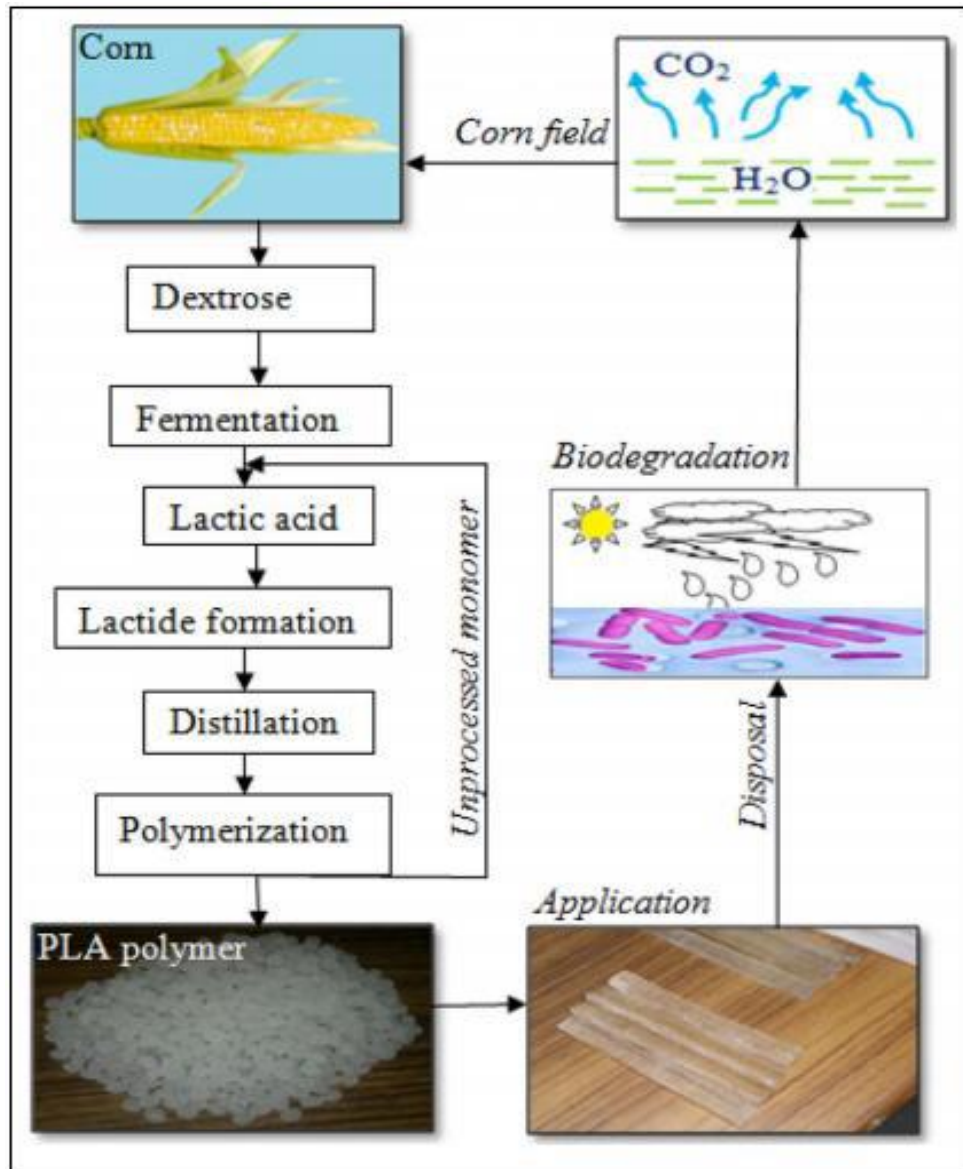 Corn
CO₂
Corn field
H₂O
Dextrose
Fermentation
Biodegradation
Lactic acid
Unprocessed monomer
Lactide formation
Distillation
Disposal
Polymerization
Application
PLA polymer